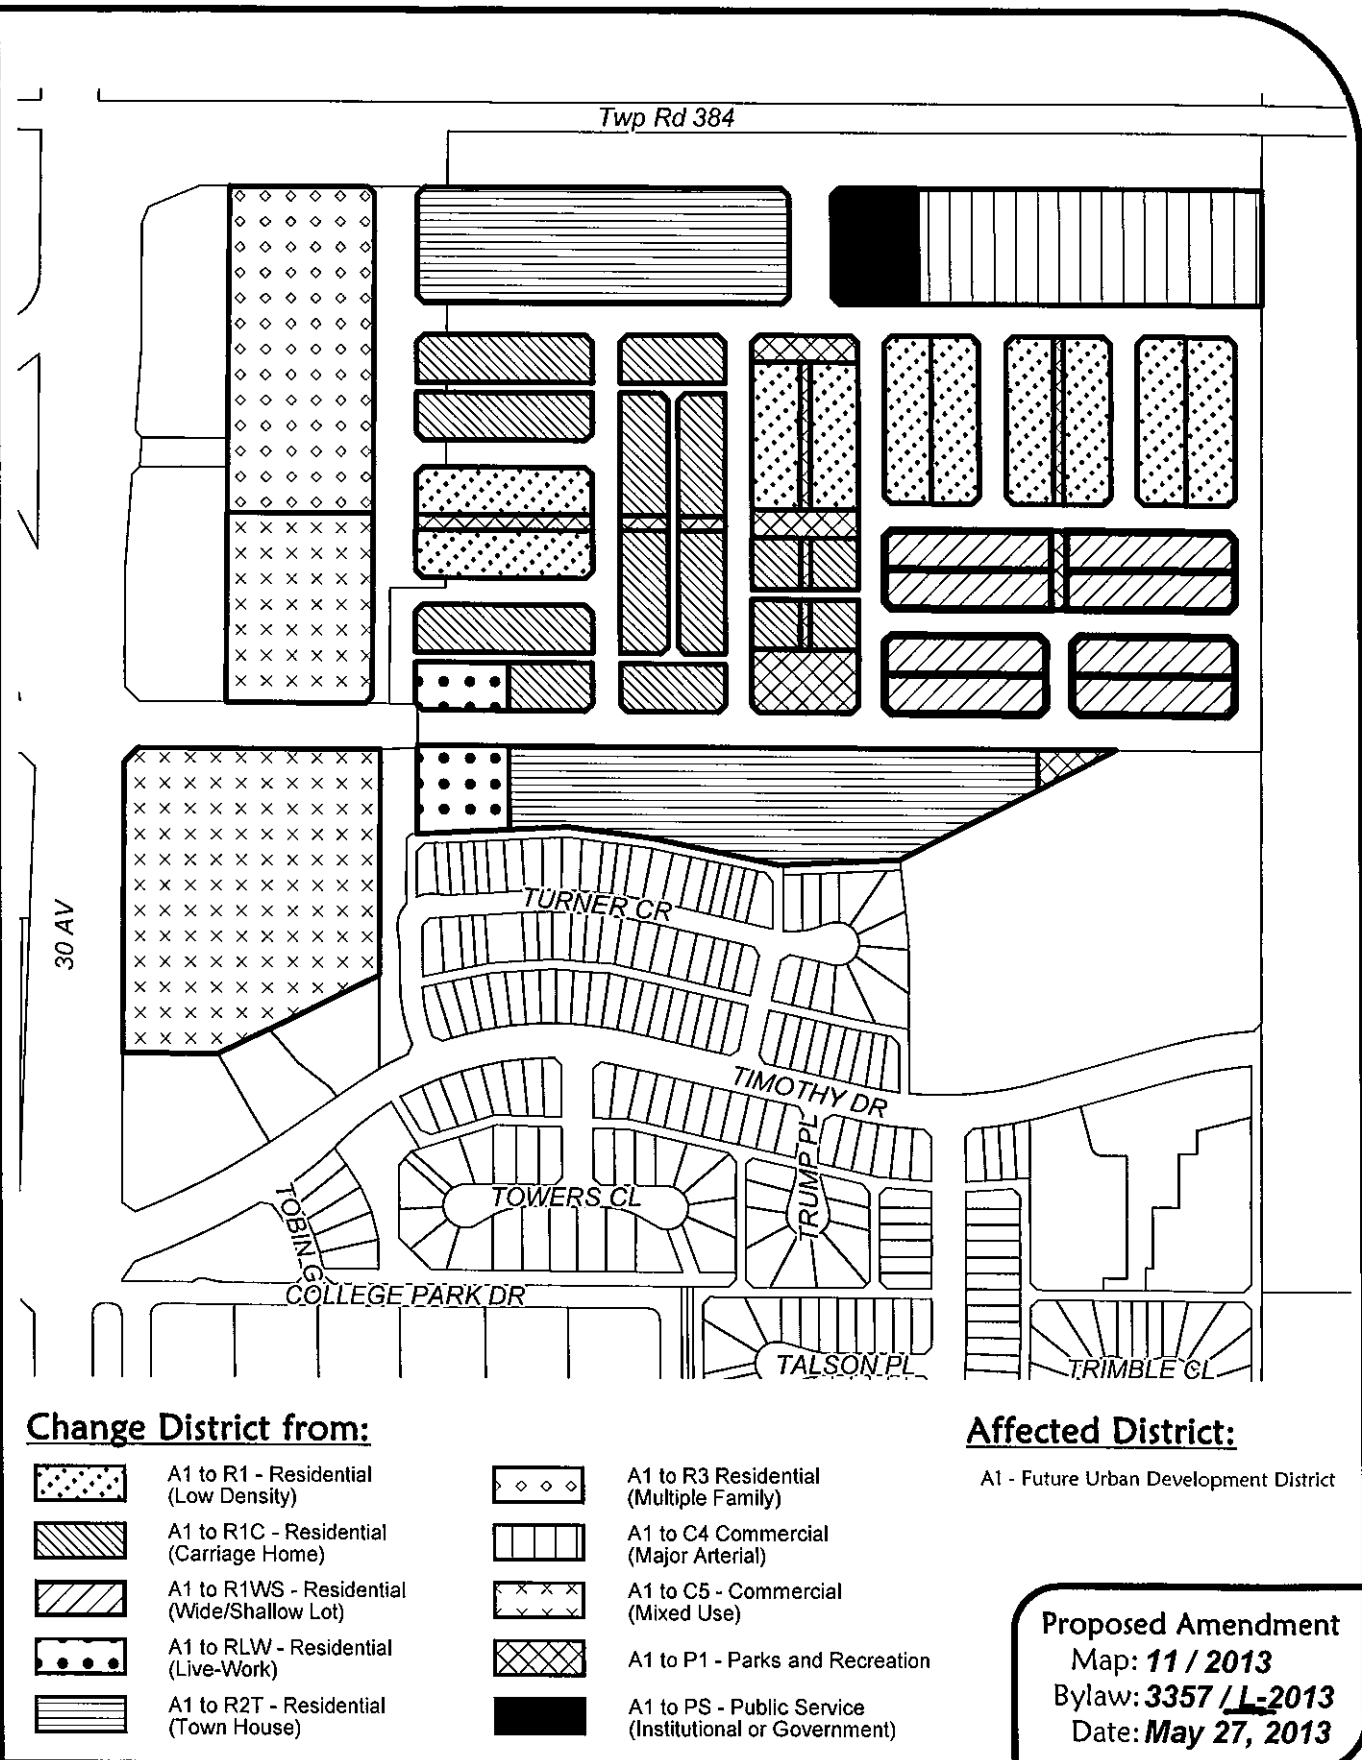 Twp Rd 384
30 AV
TURNER CR
TIMOTHY DR
TRUMP PL
TOWERS CL
TOBIN G
COLLEGE PARK DR
TALSON PL
TRIMBLE CL
Change District from:
A1 to R1 - Residential
(Low Density)
A1 to R1C - Residential
(Carriage Home)
A1 to R1WS - Residential
(Wide/Shallow Lot)
A1 to RLW - Residential
(Live-Work)
A1 to R2T - Residential
(Town House)
A1 to R3 Residential
(Multiple Family)
A1 to C4 Commercial
(Major Arterial)
A1 to C5 - Commercial
(Mixed Use)
A1 to P1 - Parks and Recreation
A1 to PS - Public Service
(Institutional or Government)
Affected District:
A1 - Future Urban Development District
Proposed Amendment
Map: 11 / 2013
Bylaw: 3357 / L-2013
Date: May 27, 2013